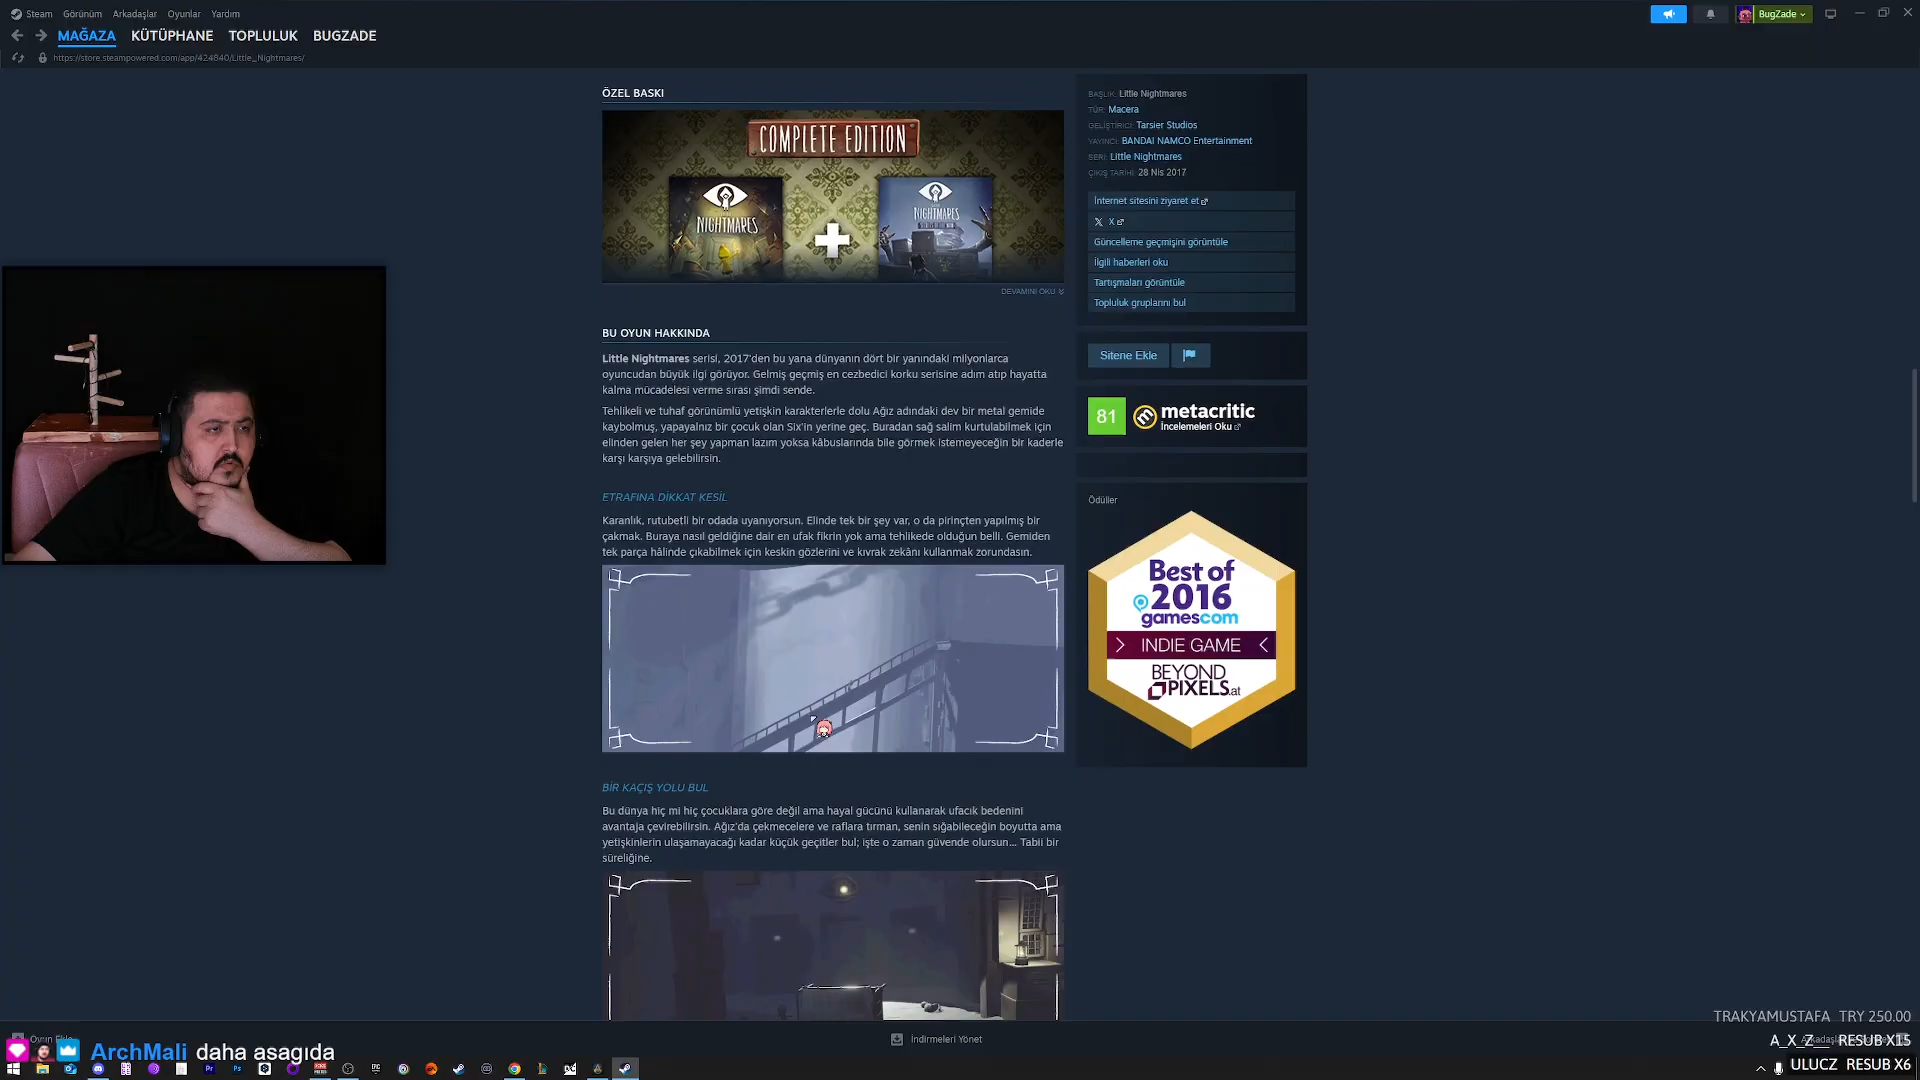 Steam Görünüm Arkadaşlar Oyunlar Yardım
BugZade
MAĞAZA KÜTÜPHANE TOPLULUK BUGZADE
https://store.steampowered.com/app/424840/Little_Nightmares/
ÖZEL BASKI
COMPLETE EDITION
NIGHTMARES
NIGHTMARES
DEVAMINI OKU
BU OYUN HAKKINDA
Little Nightmares serisi, 2017'den bu yana dünyanın dört bir yanındaki milyonlarca
oyuncudan büyük ilgi görüyor. Gelmiş geçmiş en cezbedici korku serisine adım atıp hayatta
kalma mücadelesi verme sırası şimdi sende.
Tehlikeli ve tuhaf görünümlü yetişkin karakterlerle dolu Ağız adındaki dev bir metal gemide
kaybolmuş, yapayalnız bir çocuk olan Six'in yerine geç. Buradan sağ salim kurtulabilmek için
elinden gelen her şey yapman lazım yoksa kâbuslarında bile görmek istemeyeceğin bir kaderle
karşı karşıya gelebilirsin.
ETRAFINA DİKKAT KESİL
Karanlık, rutubetli bir odada uyanıyorsun. Elinde tek bir şey var, o da pirinçten yapılmış bir
çakmak. Buraya nasıl geldiğine dair en ufak fikrin yok ama tehlikede olduğun belli. Gemiden
tek parça hâlinde çıkabilmek için keskin gözlerini ve kıvrak zekânı kullanmak zorundasın.
BİR KAÇIŞ YOLU BUL
Bu dünya hiç mi hiç çocuklara göre değil ama hayal gücünü kullanarak ufacık bedenini
avantaja çevirebilirsin. Ağız'da çekmecelere ve raflara tırman, senin sığabileceğin boyutta ama
yetişkinlerin ulaşamayacağı kadar küçük geçitler bul; işte o zaman güvende olursun... Tabii bir
süreliğine.
BAŞLIK: Little Nightmares
TÜR: Macera
GELİŞTİRİCİ: Tarsier Studios
YAYINCI: BANDAI NAMCO Entertainment
SERİ: Little Nightmares
ÇIKIŞ TARİHİ: 28 Nis 2017
İnternet sitesini ziyaret et
X
Güncelleme geçmişini görüntüle
İlgili haberleri oku
Tartışmaları görüntüle
Topluluk gruplarını bul
Sitene Ekle
81 metacritic
İncelemeleri Oku
Ödüller
Best of
2016
gamescom
INDIE GAME
BEYOND
PIXELS.at
TRAKYAMUSTAFA TRY 250.00
Oyun Ekle
İndirmeleri Yönet
A_X_Z__ RESUB X15
ArchMali daha asagıda
ULUCZ RESUB X6